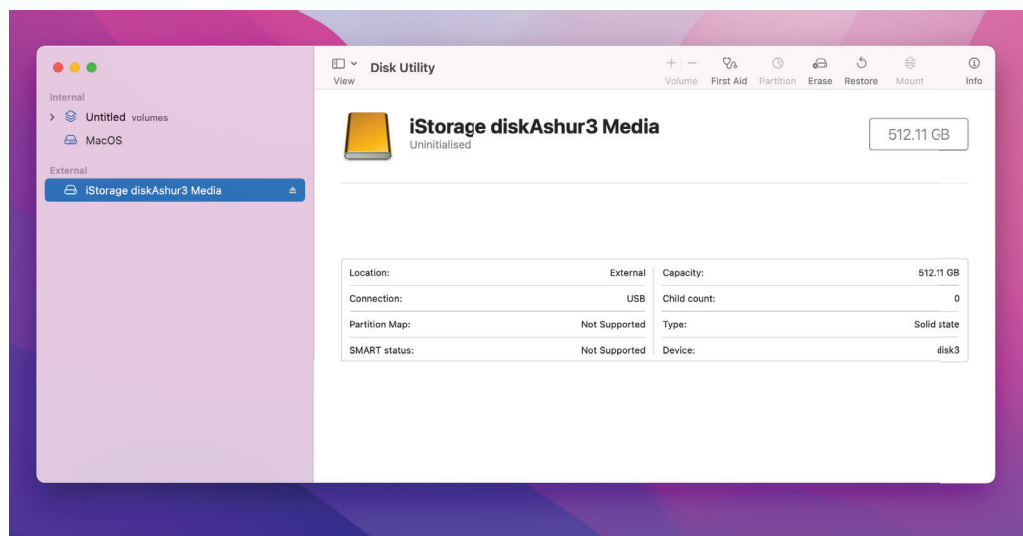 Disk Utility
View
Volume First Aid Partition Erase Restore Mount Info
Internal
Untitled volumes
MacOS
External
iStorage diskAshur3 Media
iStorage diskAshur3 Media
Uninitialised
512.11 GB
Location: External Capacity: 512.11 GB
Connection: USB Child count: 0
Partition Map: Not Supported Type: Solid state
SMART status: Not Supported Device: disk3